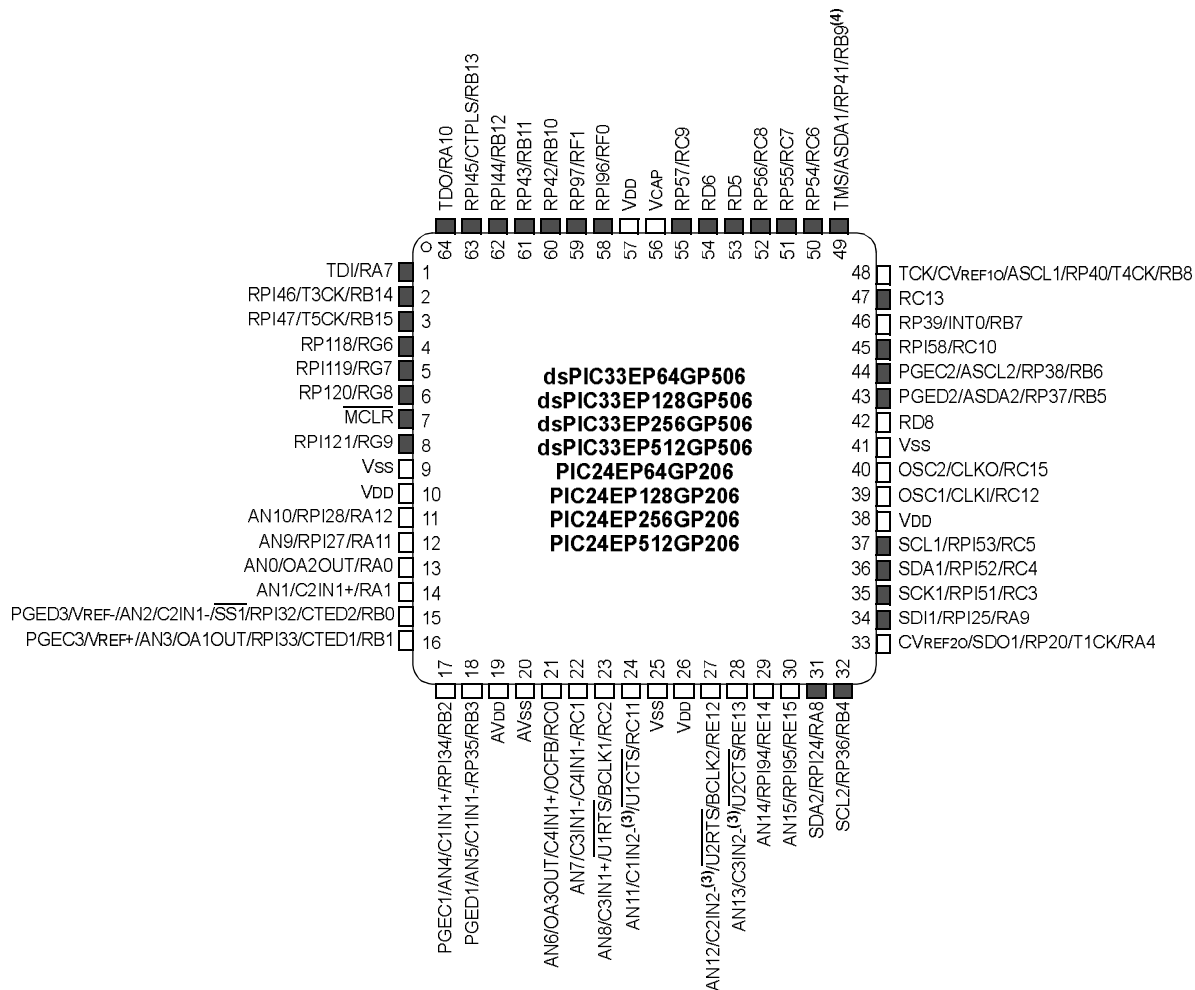 TDO/RA10
RPI45/CTPLS/RB13
RPI44/RB12
RP43/RB11
RP42/RB10
RP97/RF1
RPI96/RF0
VDD
VCAP
RP57/RC9
RD6
RD5
RP56/RC8
RP55/RC7
RP54/RC6
TMS/ASDA1/RP41/RB9(4)
64 63 62 61 60 59 58 57 56 55 54 53 52 51 50 49
TDI/RA7 1
RPI46/T3CK/RB14 2
RPI47/T5CK/RB15 3
RP118/RG6 4
RPI119/RG7 5
RP120/RG8 6
MCLR 7
RPI121/RG9 8
VSS 9
VDD 10
AN10/RPI28/RA12 11
AN9/RPI27/RA11 12
AN0/OA2OUT/RA0 13
AN1/C2IN1+/RA1 14
PGED3/VREF-/AN2/C2IN1-/SS1/RPI32/CTED2/RB0 15
PGEC3/VREF+/AN3/OA1OUT/RPI33/CTED1/RB1 16
dsPIC33EP64GP506
dsPIC33EP128GP506
dsPIC33EP256GP506
dsPIC33EP512GP506
PIC24EP64GP206
PIC24EP128GP206
PIC24EP256GP206
PIC24EP512GP206
48 TCK/CVREF1O/ASCL1/RP40/T4CK/RB8
47 RC13
46 RP39/INT0/RB7
45 RPI58/RC10
44 PGEC2/ASCL2/RP38/RB6
43 PGED2/ASDA2/RP37/RB5
42 RD8
41 VSS
40 OSC2/CLKO/RC15
39 OSC1/CLKI/RC12
38 VDD
37 SCL1/RPI53/RC5
36 SDA1/RPI52/RC4
35 SCK1/RPI51/RC3
34 SDI1/RPI25/RA9
33 CVREF2O/SDO1/RP20/T1CK/RA4
17 18 19 20 21 22 23 24 25 26 27 28 29 30 31 32
PGEC1/AN4/C1IN1+/RPI34/RB2
PGED1/AN5/C1IN1-/RP35/RB3
AVDD
AVSS
AN6/OA3OUT/C4IN1+/OCFB/RC0
AN7/C3IN1-/C4IN1-/RC1
AN8/C3IN1+/U1RTS/BCLK1/RC2
AN11/C1IN2-(3)/U1CTS/RC11
VSS
VDD
AN12/C2IN2-(3)/U2RTS/BCLK2/RE12
AN13/C3IN2-(3)/U2CTS/RE13
AN14/RPI94/RE14
AN15/RPI95/RE15
SDA2/RPI24/RA8
SCL2/RP36/RB4